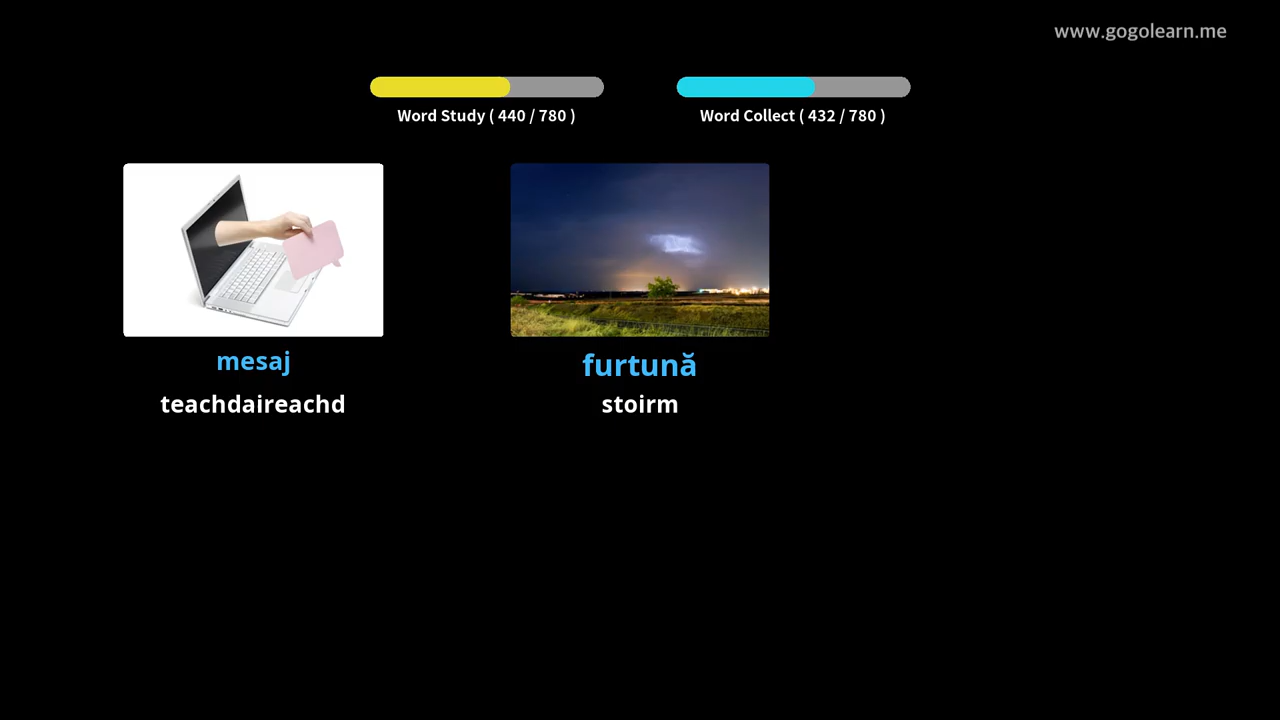 www.gogolearn.me
Word Study ( 440 / 780 )
Word Collect ( 432 / 780 )
mesaj
teachdaireachd
furtună
stoirm